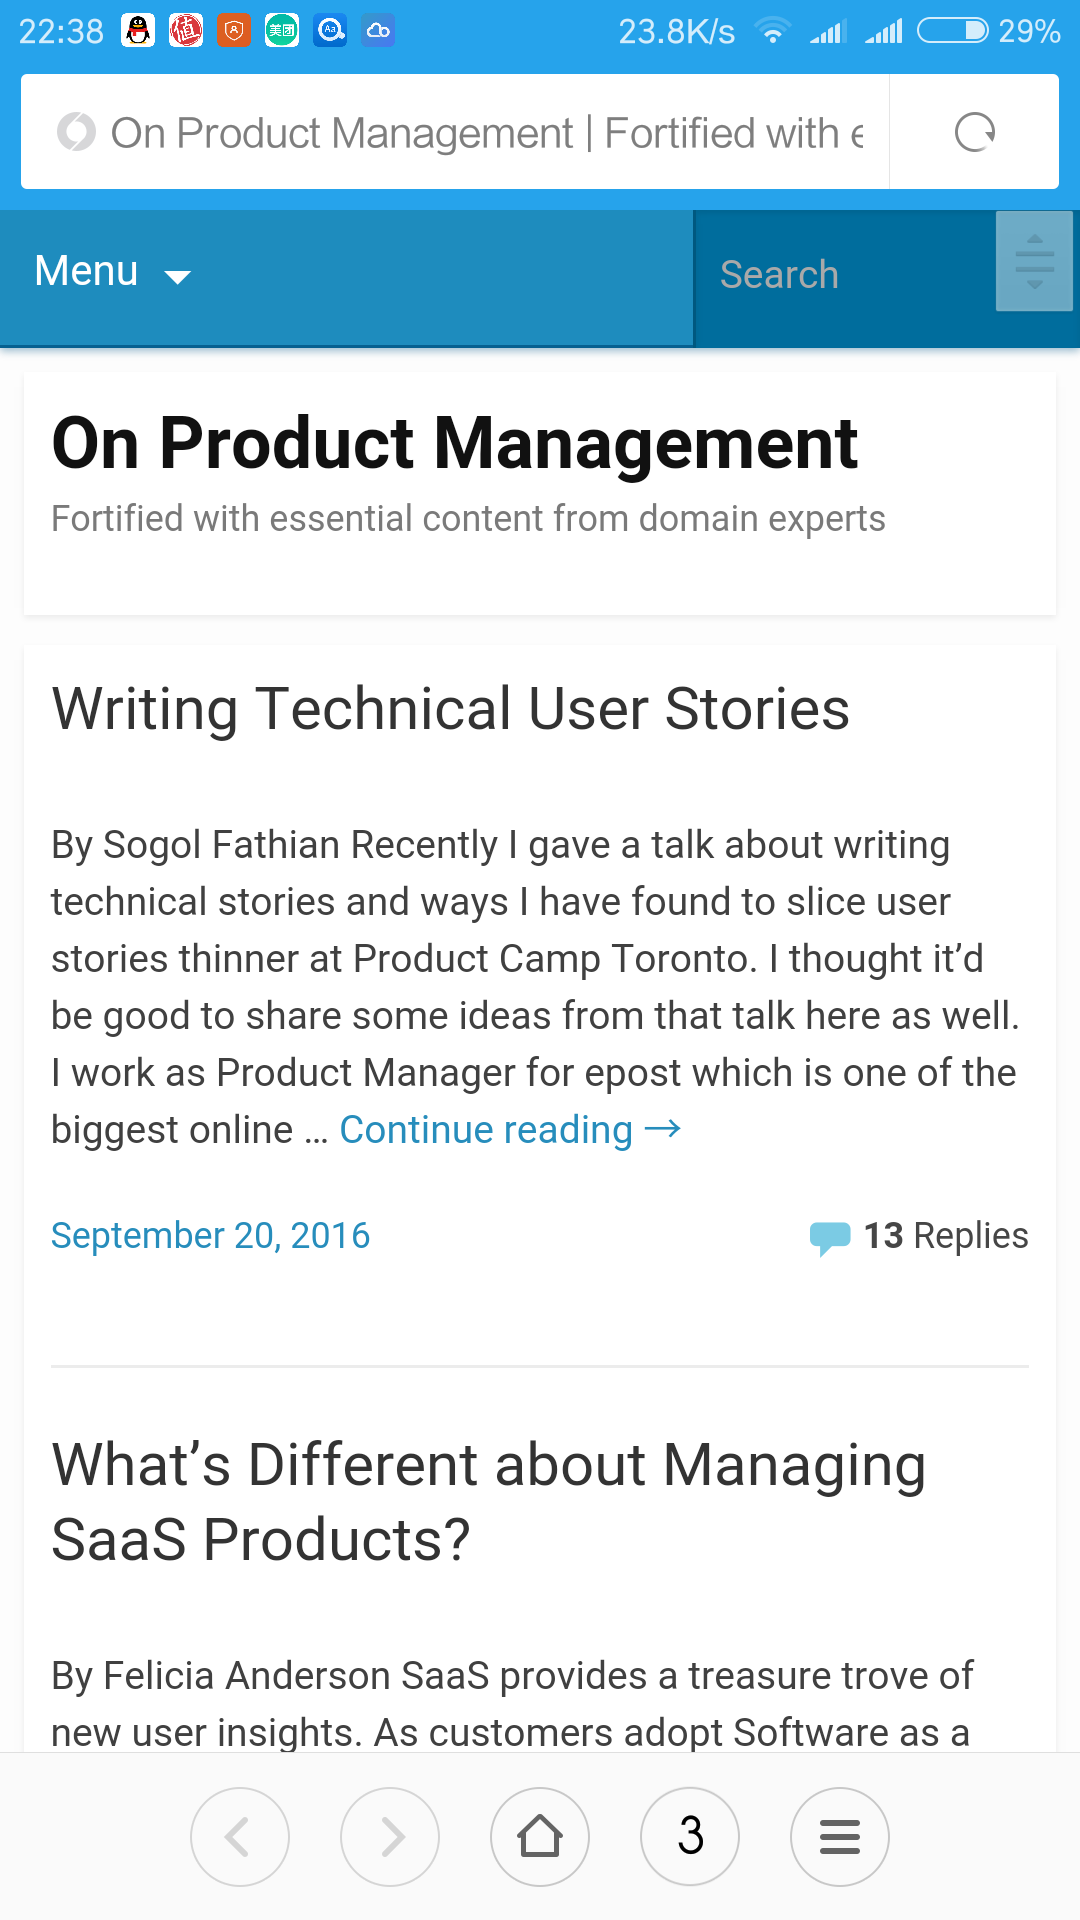 22:38 值 美团 Aa 23.8K/s 29%
On Product Management | Fortified with
Menu
Search
On Product Management
Fortified with essential content from domain experts
Writing Technical User Stories
By Sogol Fathian Recently I gave a talk about writing
technical stories and ways I have found to slice user
stories thinner at Product Camp Toronto. I thought it’d
be good to share some ideas from that talk here as well.
I work as Product Manager for epost which is one of the
biggest online … Continue reading →
September 20, 2016
13 Replies
What’s Different about Managing
SaaS Products?
By Felicia Anderson SaaS provides a treasure trove of
new user insights. As customers adopt Software as a
3